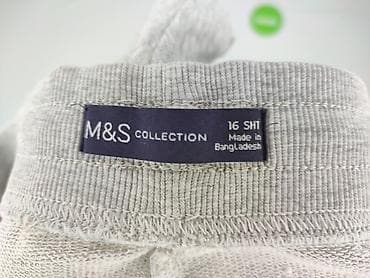 M&S COLLECTION
16 SHT
Made in
Bangladesh